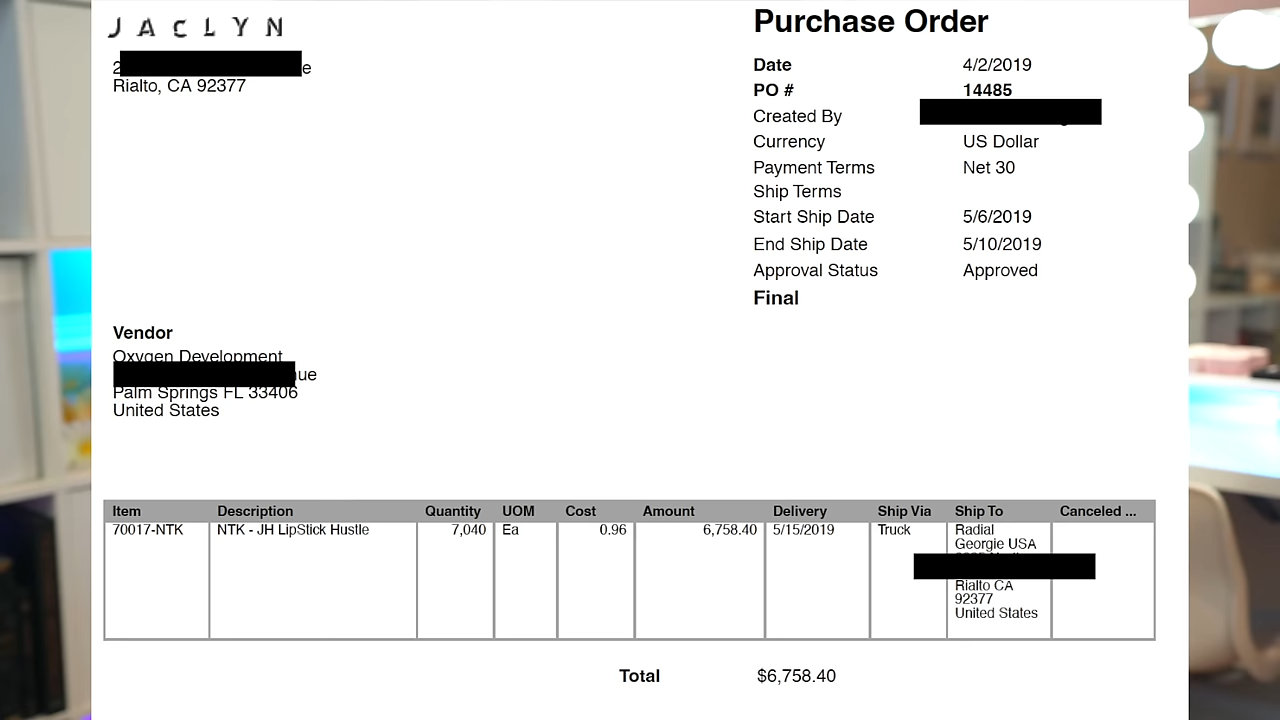 JACLYN
Rialto, CA 92377
Purchase Order
Date 4/2/2019
PO # 14485
Created By
Currency US Dollar
Payment Terms Net 30
Ship Terms
Start Ship Date 5/6/2019
End Ship Date 5/10/2019
Approval Status Approved
Final
Vendor
Oxygen Development
Palm Springs FL 33406
United States
Item Description Quantity UOM Cost Amount Delivery Ship Via Ship To Canceled ...
70017-NTK NTK - JH LipStick Hustle 7,040 Ea 0.96 6,758.40 5/15/2019 Truck Radial
Georgie USA
Rialto CA
92377
United States
Total $6,758.40